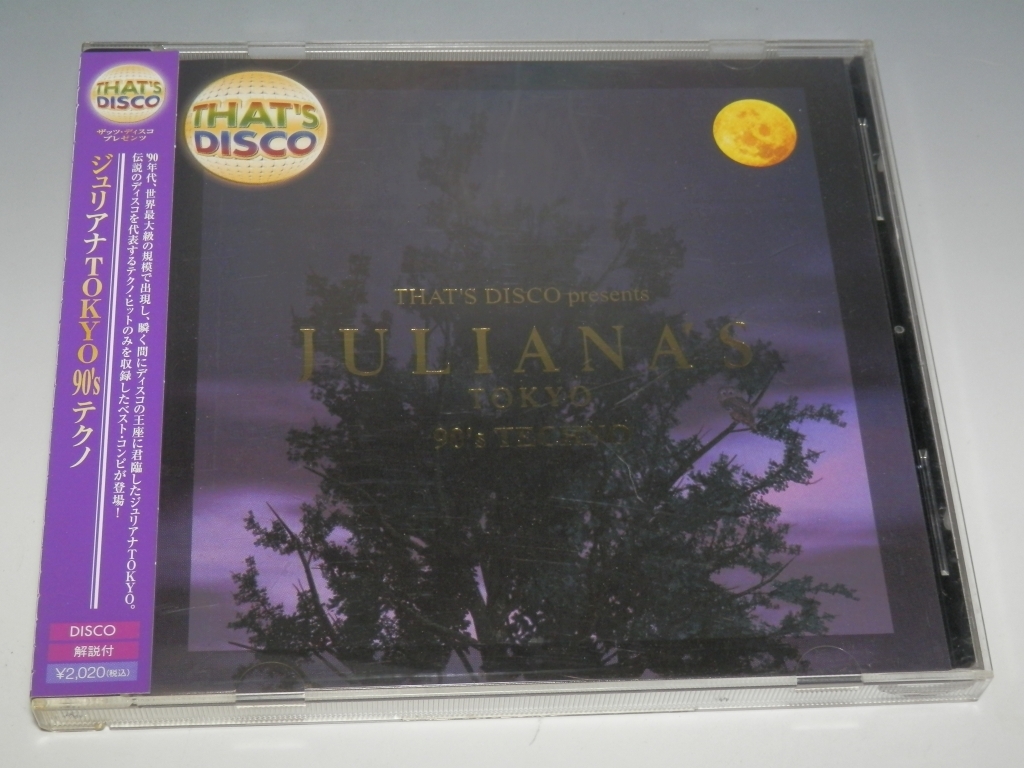 THAT'S
DISCO
ザッツ・ディスコ
プレゼンツ
ジュリアナTOKYO 90'sテクノ
'90年代、世界最大級の規模で出現し、瞬く間にディスコの王座に君臨したジュリアナTOKYO。
伝説のディスコを代表するテクノ・ヒットのみを収録したベスト・コンピが登場！
DISCO
解説付
¥2,020(税込)
THAT'S
DISCO
THAT'S DISCO presents
JULIANA'S
TOKYO
90's TECHNO